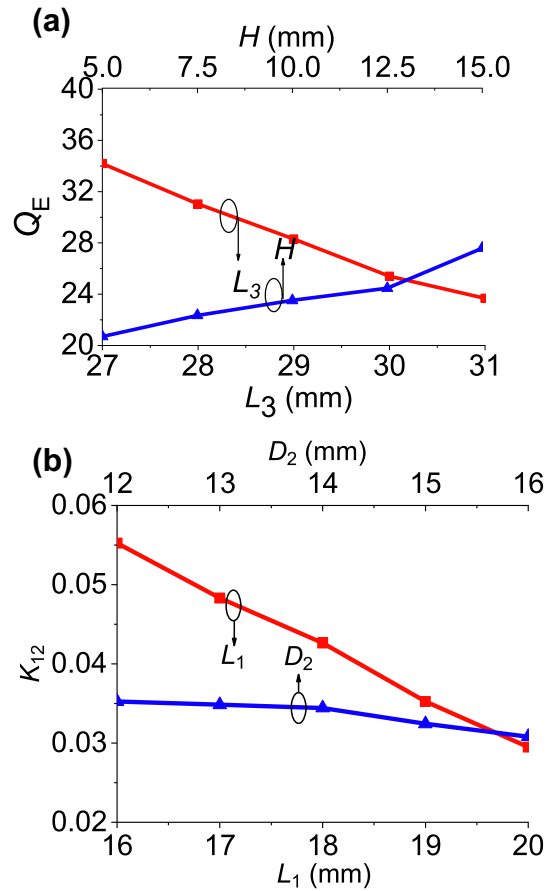 (a)
H (mm)
5.0 7.5 10.0 12.5 15.0
40
36
32
Q_E
28
H
L_3
24
20
27 28 29 30 31
L_3 (mm)
(b)
D_2 (mm)
12 13 14 15 16
0.06
0.05
L_1 D_2
K_12
0.04
0.03
0.02
16 17 18 19 20
L_1 (mm)